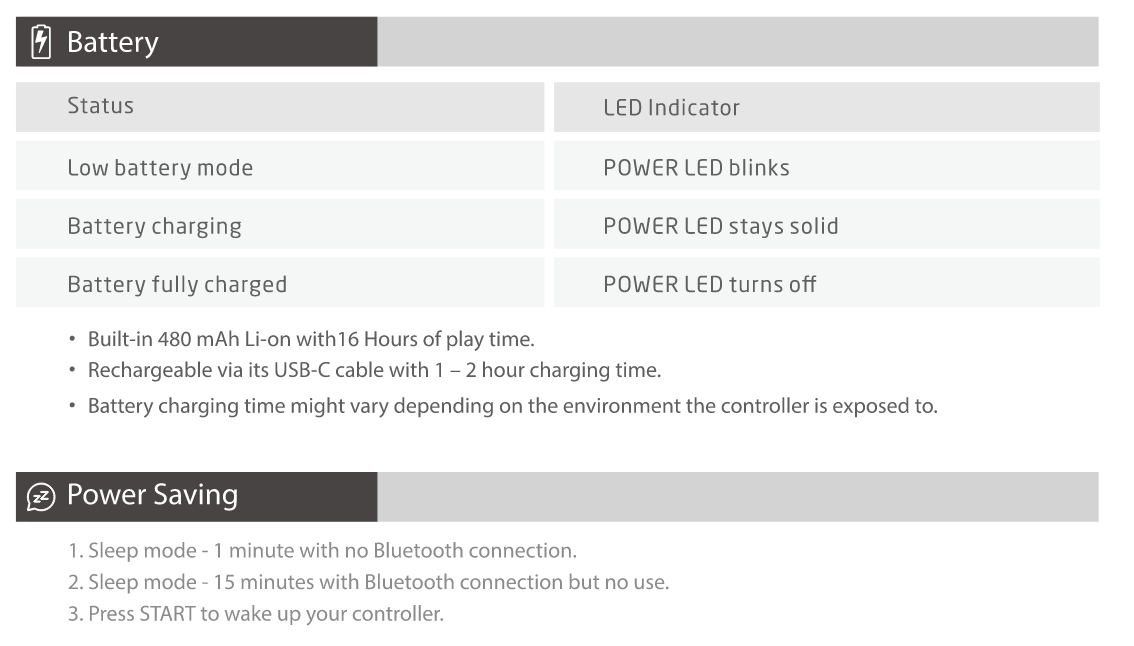 Battery
Status LED Indicator
Low battery mode POWER LED blinks
Battery charging POWER LED stays solid
Battery fully charged POWER LED turns off
• Built-in 480 mAh Li-on with16 Hours of play time.
• Rechargeable via its USB-C cable with 1 – 2 hour charging time.
• Battery charging time might vary depending on the environment the controller is exposed to.
zz Power Saving
1. Sleep mode - 1 minute with no Bluetooth connection.
2. Sleep mode - 15 minutes with Bluetooth connection but no use.
3. Press START to wake up your controller.